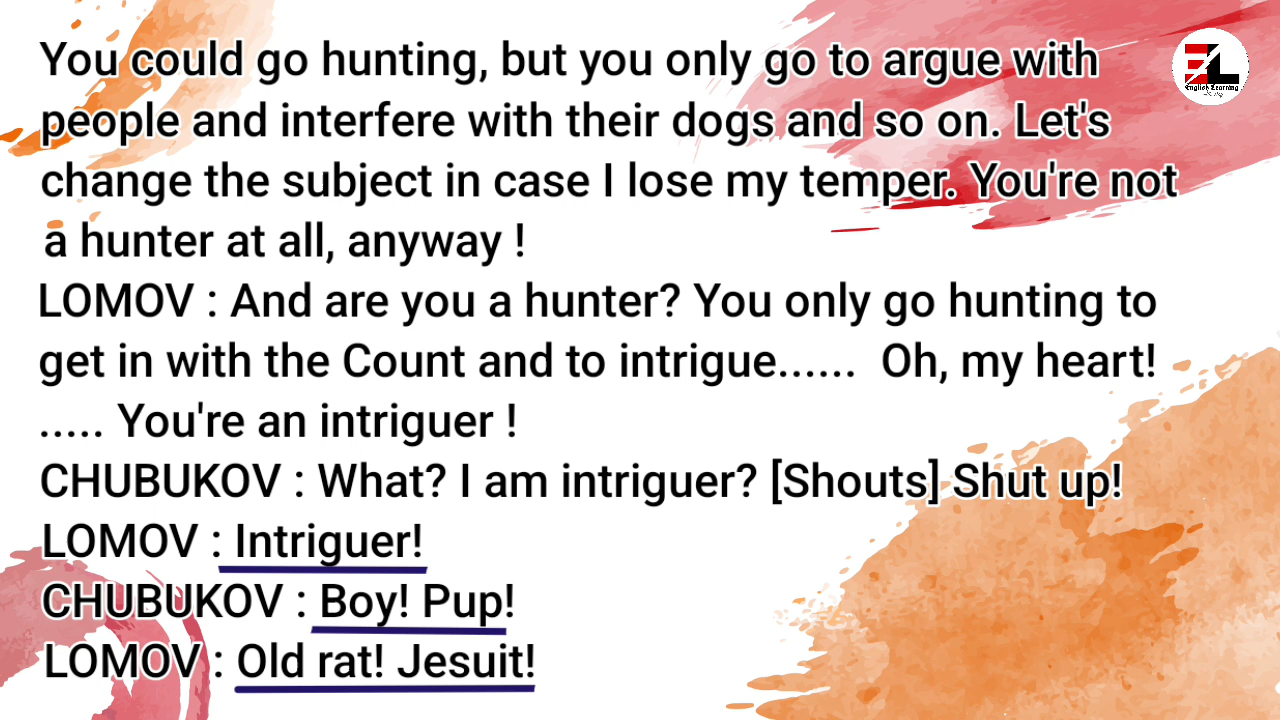 You could go hunting, but you only go to argue with
people and interfere with their dogs and so on. Let's
change the subject in case I lose my temper. You're not
a hunter at all, anyway !
LOMOV : And are you a hunter? You only go hunting to
get in with the Count and to intrigue...... Oh, my heart!
..... You're an intriguer !
CHUBUKOV : What? I am intriguer? [Shouts] Shut up!
LOMOV : Intriguer!
CHUBUKOV : Boy! Pup!
LOMOV : Old rat! Jesuit!
EL
English Learning